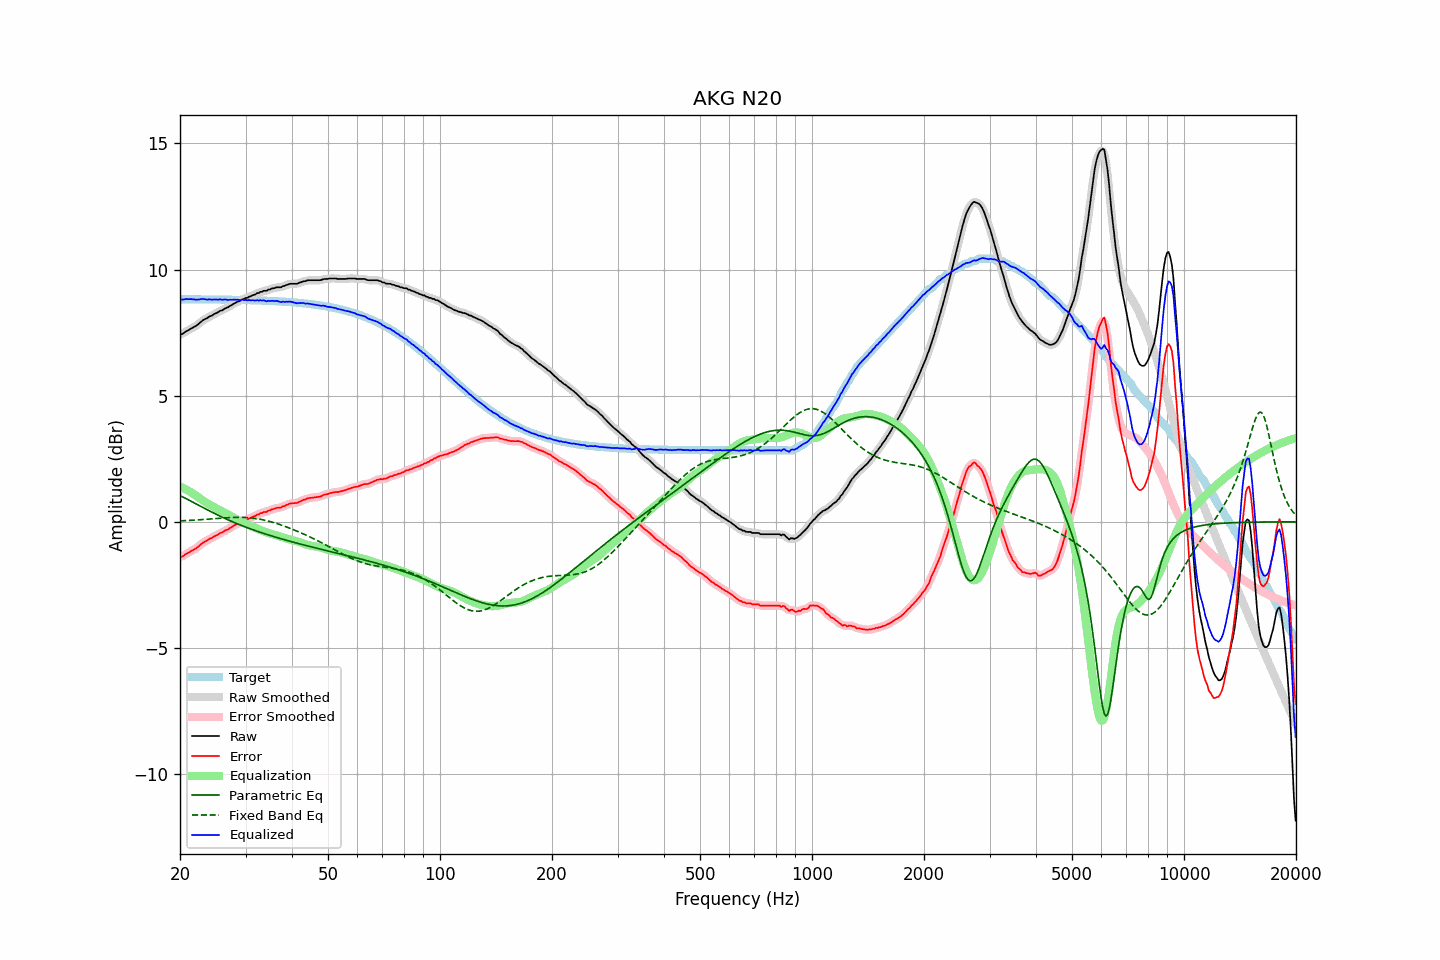 AKG N20
Amplitude (dBr)
15
10
5
0
−5
−10
Target
Raw Smoothed
Error Smoothed
Raw
Error
Equalization
Parametric Eq
Fixed Band Eq
Equalized
20 50 100 200 500 1000 2000 5000 10000 20000
Frequency (Hz)